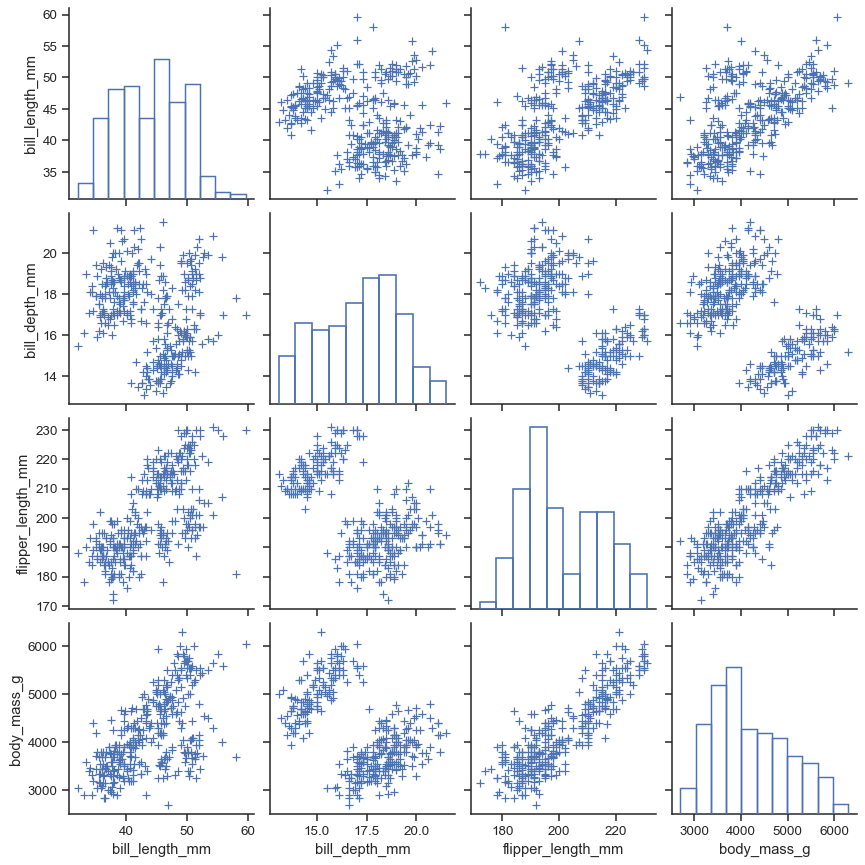 bill_length_mm
60
55
50
45
40
35
bill_depth_mm
20
18
16
14
flipper_length_mm
230
220
210
200
190
180
170
body_mass_g
6000
5000
4000
3000
40 50 60
15.0 17.5 20.0
180 200 220
3000 4000 5000 6000
bill_length_mm bill_depth_mm flipper_length_mm body_mass_g